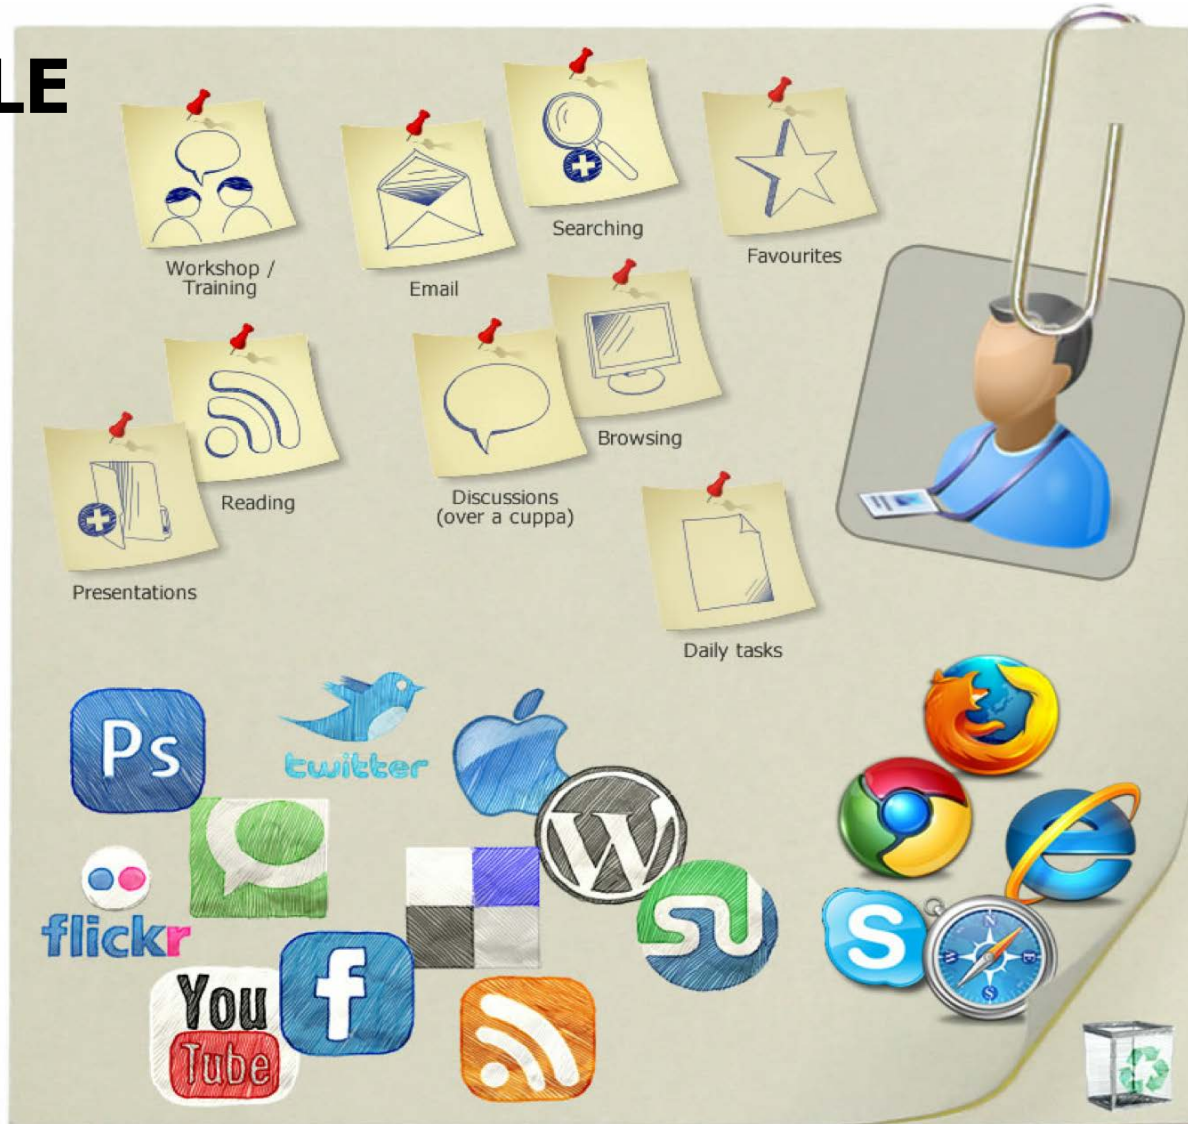 LE
Workshop /
Training
Email
Searching
Favourites
Reading
Discussions
(over a cuppa)
Browsing
Presentations
Daily tasks
Ps
twitter
flickr
You
Tube
f
W
SU
S
N
W
E
S